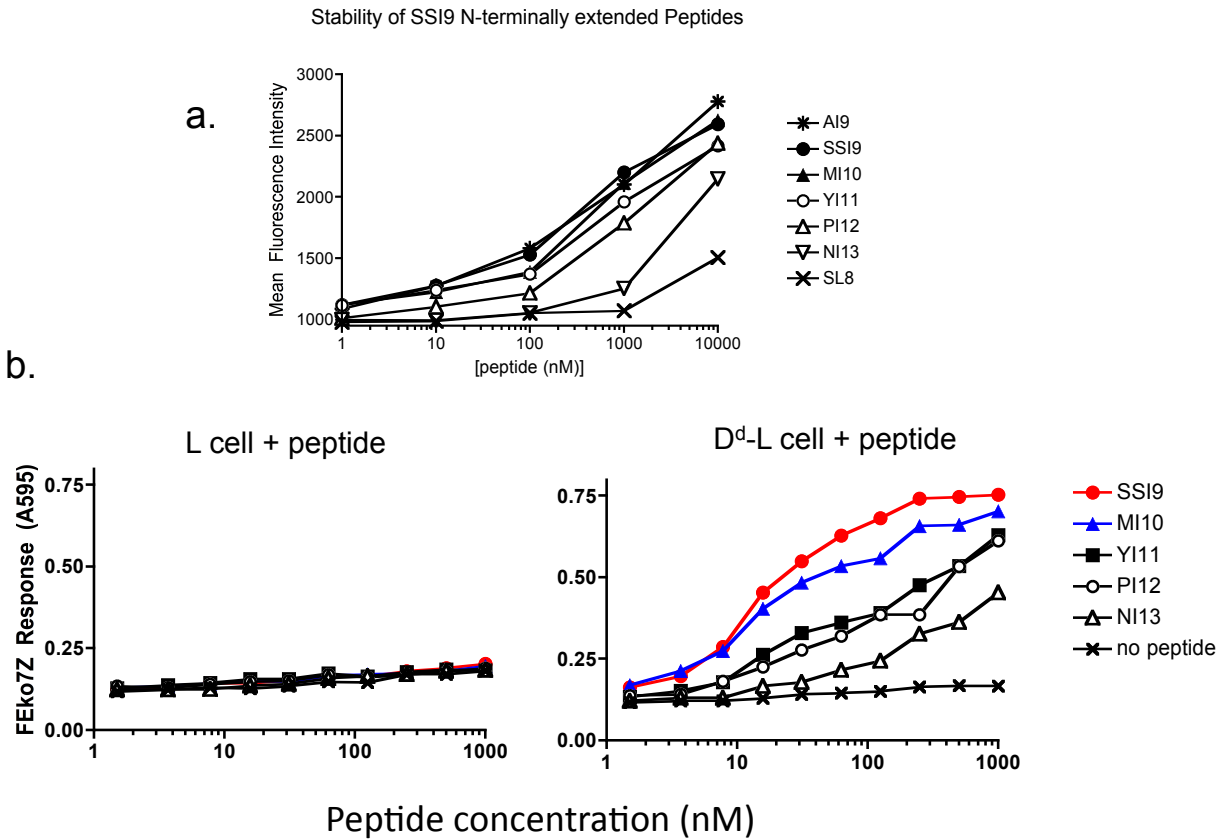 Stability of SSI9 N-terminally extended Peptides
a.
Mean Fluorescence Intensity
3000
2500
2000
1500
1000
1 10 100 1000 10000
[peptide (nM)]
AI9
SSI9
MI10
YI11
PI12
NI13
SL8
b.
L cell + peptide
FEko7Z Response (A595)
0.75
0.50
0.25
0.00
1 10 100 1000
Dᵈ-L cell + peptide
0.75
0.50
0.25
0.00
1 10 100 1000
SSI9
MI10
YI11
PI12
NI13
no peptide
Peptide concentration (nM)